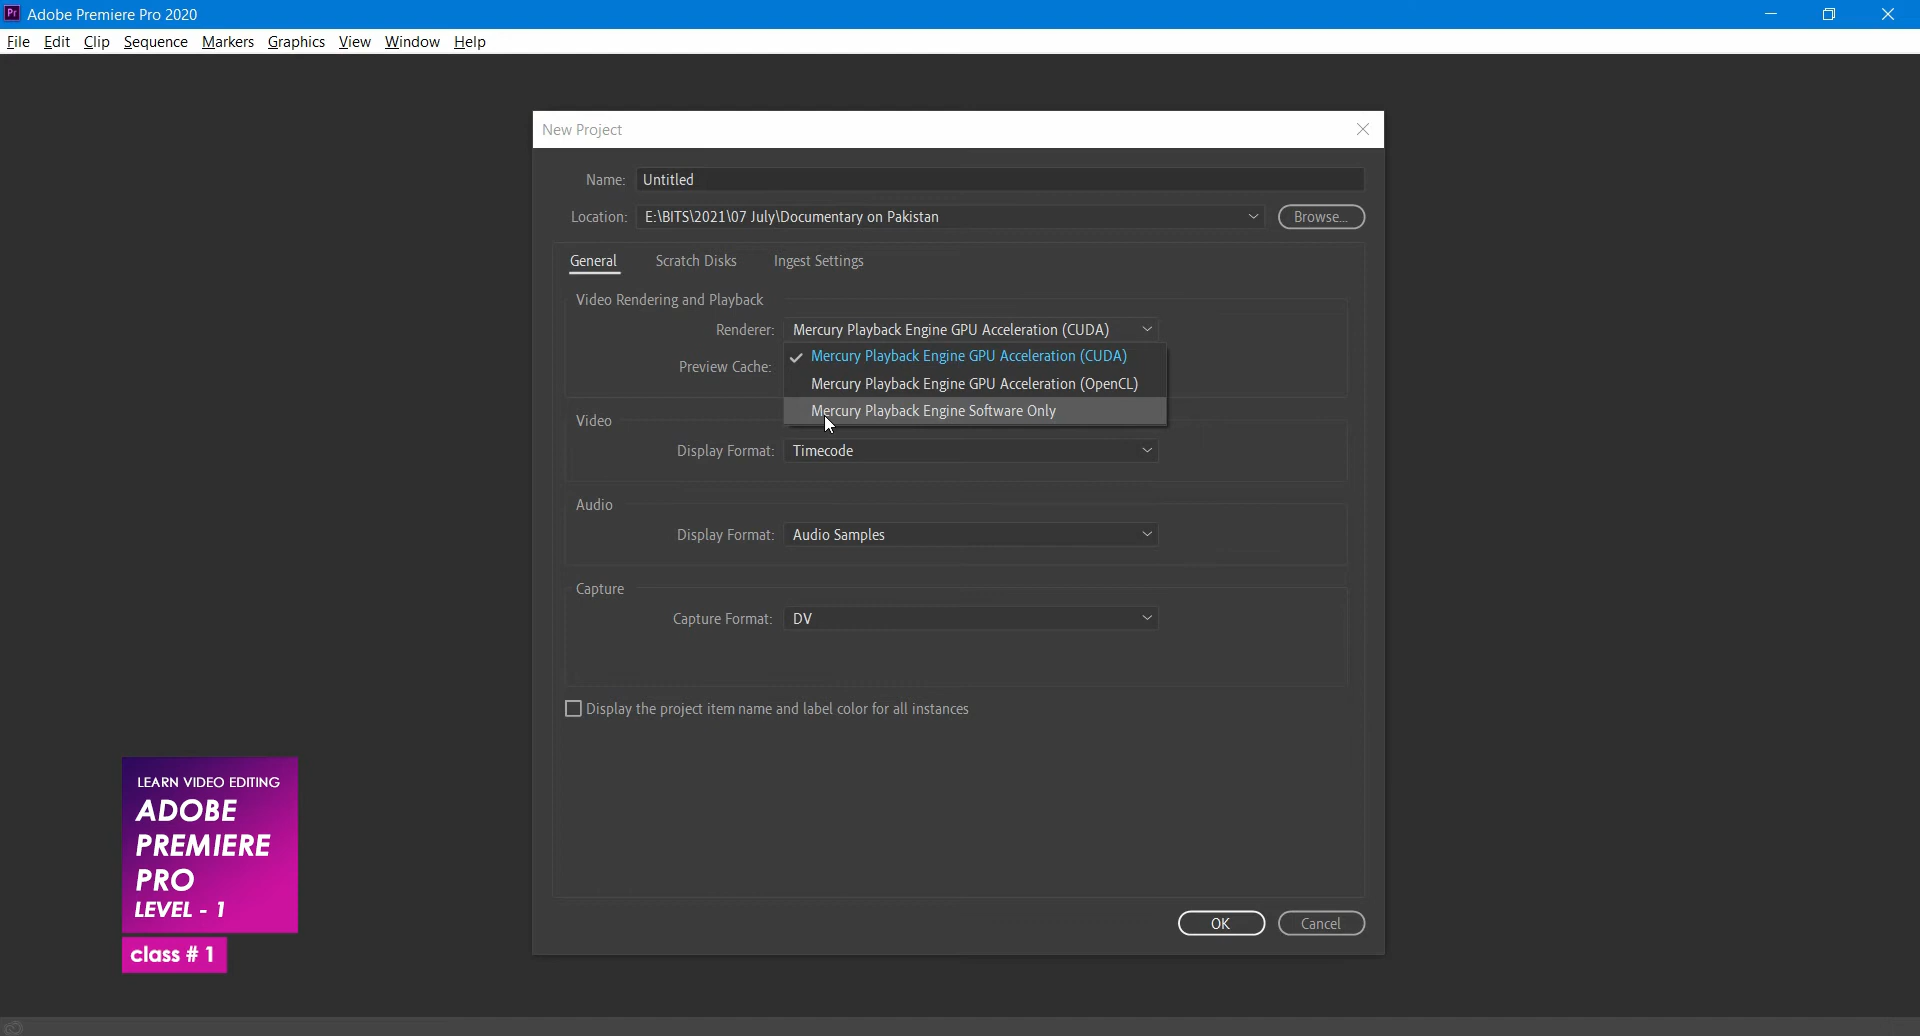 Pr Adobe Premiere Pro 2020
File Edit Clip Sequence Markers Graphics View Window Help
New Project
Name: Untitled
Location: E:\BITS\2021\07 July\Documentary on Pakistan Browse...
General Scratch Disks Ingest Settings
Video Rendering and Playback
Renderer: Mercury Playback Engine GPU Acceleration (CUDA)
Mercury Playback Engine GPU Acceleration (CUDA)
Preview Cache:
Mercury Playback Engine GPU Acceleration (OpenCL)
Mercury Playback Engine Software Only
Video
Display Format: Timecode
Audio
Display Format: Audio Samples
Capture
Capture Format: DV
Display the project item name and label color for all instances
LEARN VIDEO EDITING
ADOBE
PREMIERE
PRO
LEVEL - 1
class # 1
OK Cancel